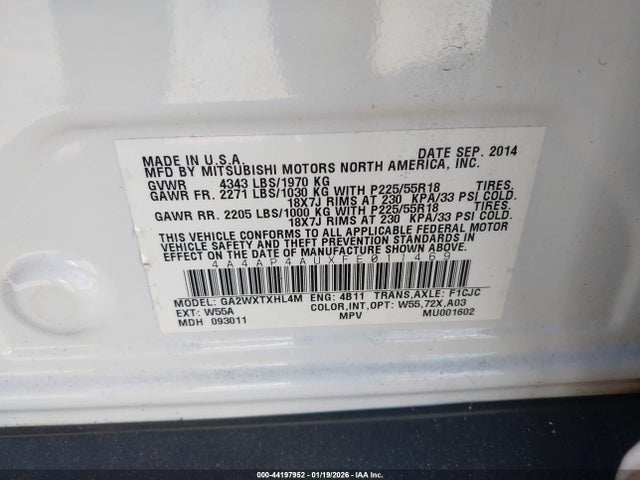 MADE IN U.S.A. DATE SEP. 2014
MFD BY MITSUBISHI MOTORS NORTH AMERICA, INC.
GVWR 4343 LBS/1970 KG
GAWR FR. 2271 LBS/1030 KG WITH P225/55R18 TIRES,
18X7J RIMS AT 230 KPA/33 PSI COLD.
GAWR RR. 2205 LBS/1000 KG WITH P225/55R18 TIRES,
18X7J RIMS AT 230 KPA/33 PSI COLD.
THIS VEHICLE CONFORMS TO ALL APPLICABLE FEDERAL MOTOR
VEHICLE SAFETY AND THEFT PREVENTION STANDARDS IN
EFFECT ON THE DATE OF MANUFACTURE SHOWN ABOVE.
4A4AP4AUXFE011469
MODEL: GA2WXTXHL4M ENG: 4B11 TRANS,AXLE: F1CJC
EXT: W55A COLOR,INT,OPT: W55,72X,A03
MDH 093011 MPV MU001602
000-44197952 | 01/19/2026 | IAA Inc.